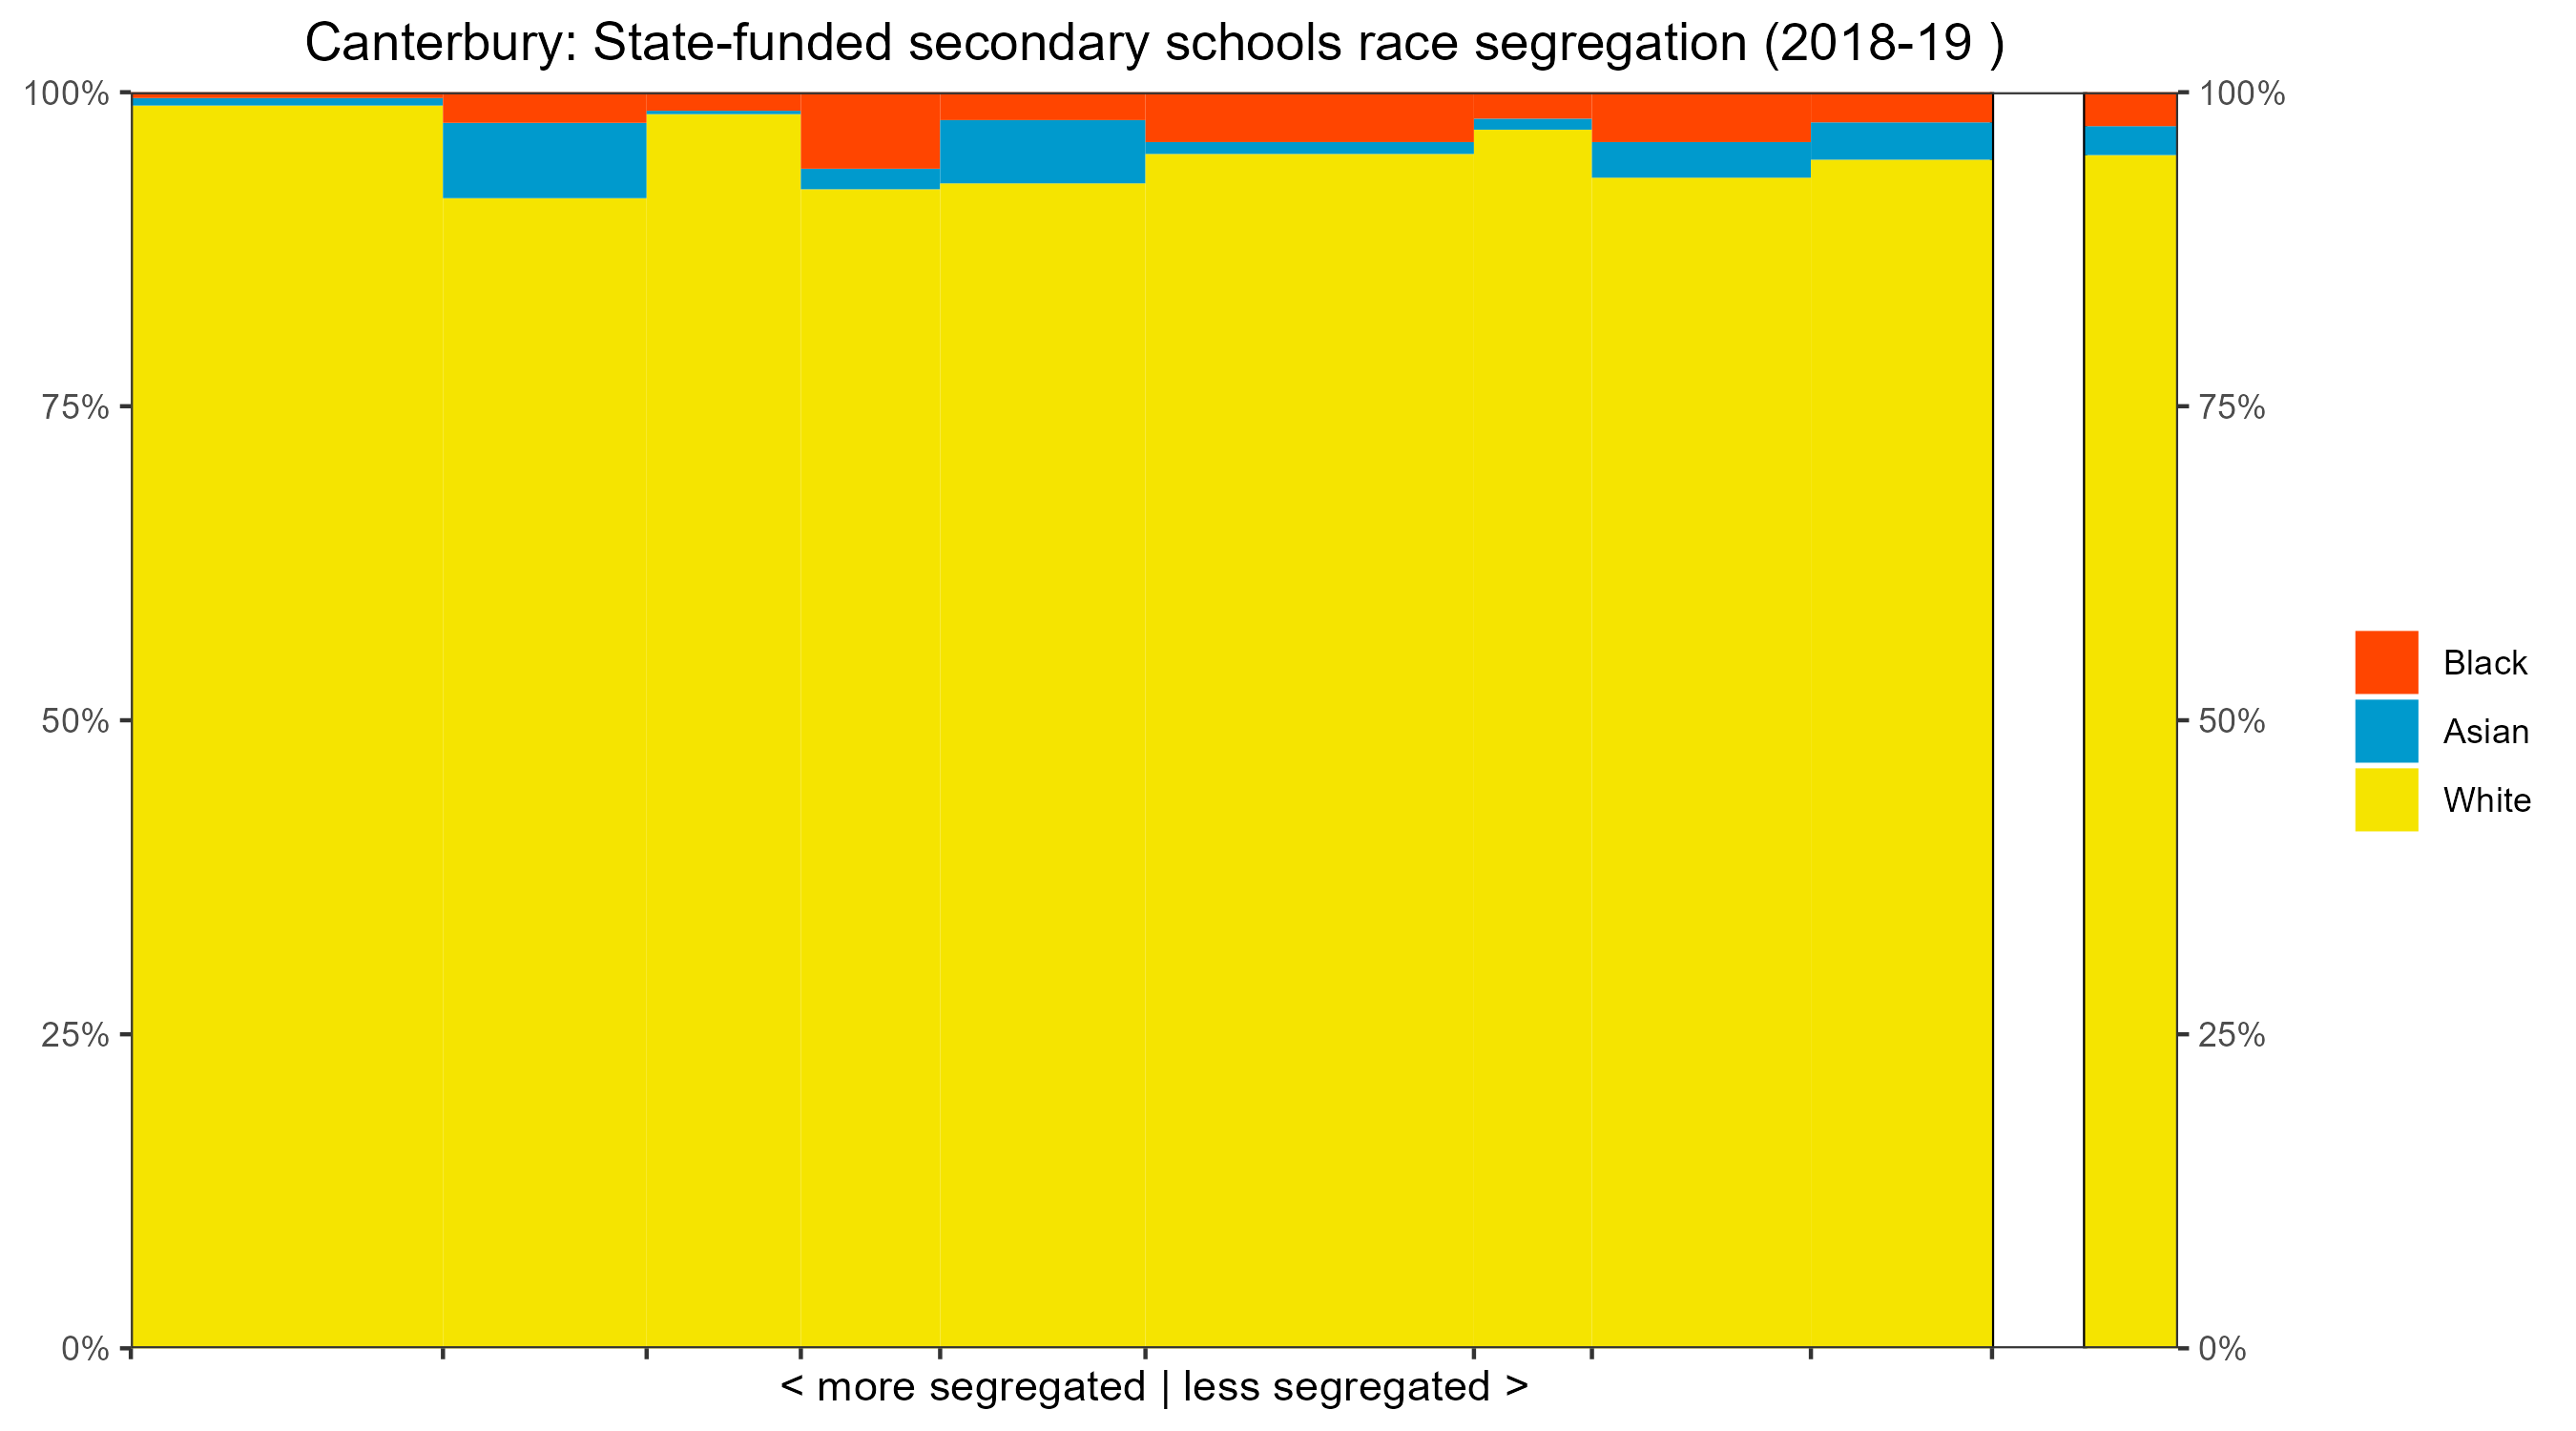 Canterbury: State-funded secondary schools race segregation (2018-19 )
100%
75%
50%
25%
0%
100%
75%
50%
25%
0%
Black
Asian
White
< more segregated | less segregated >